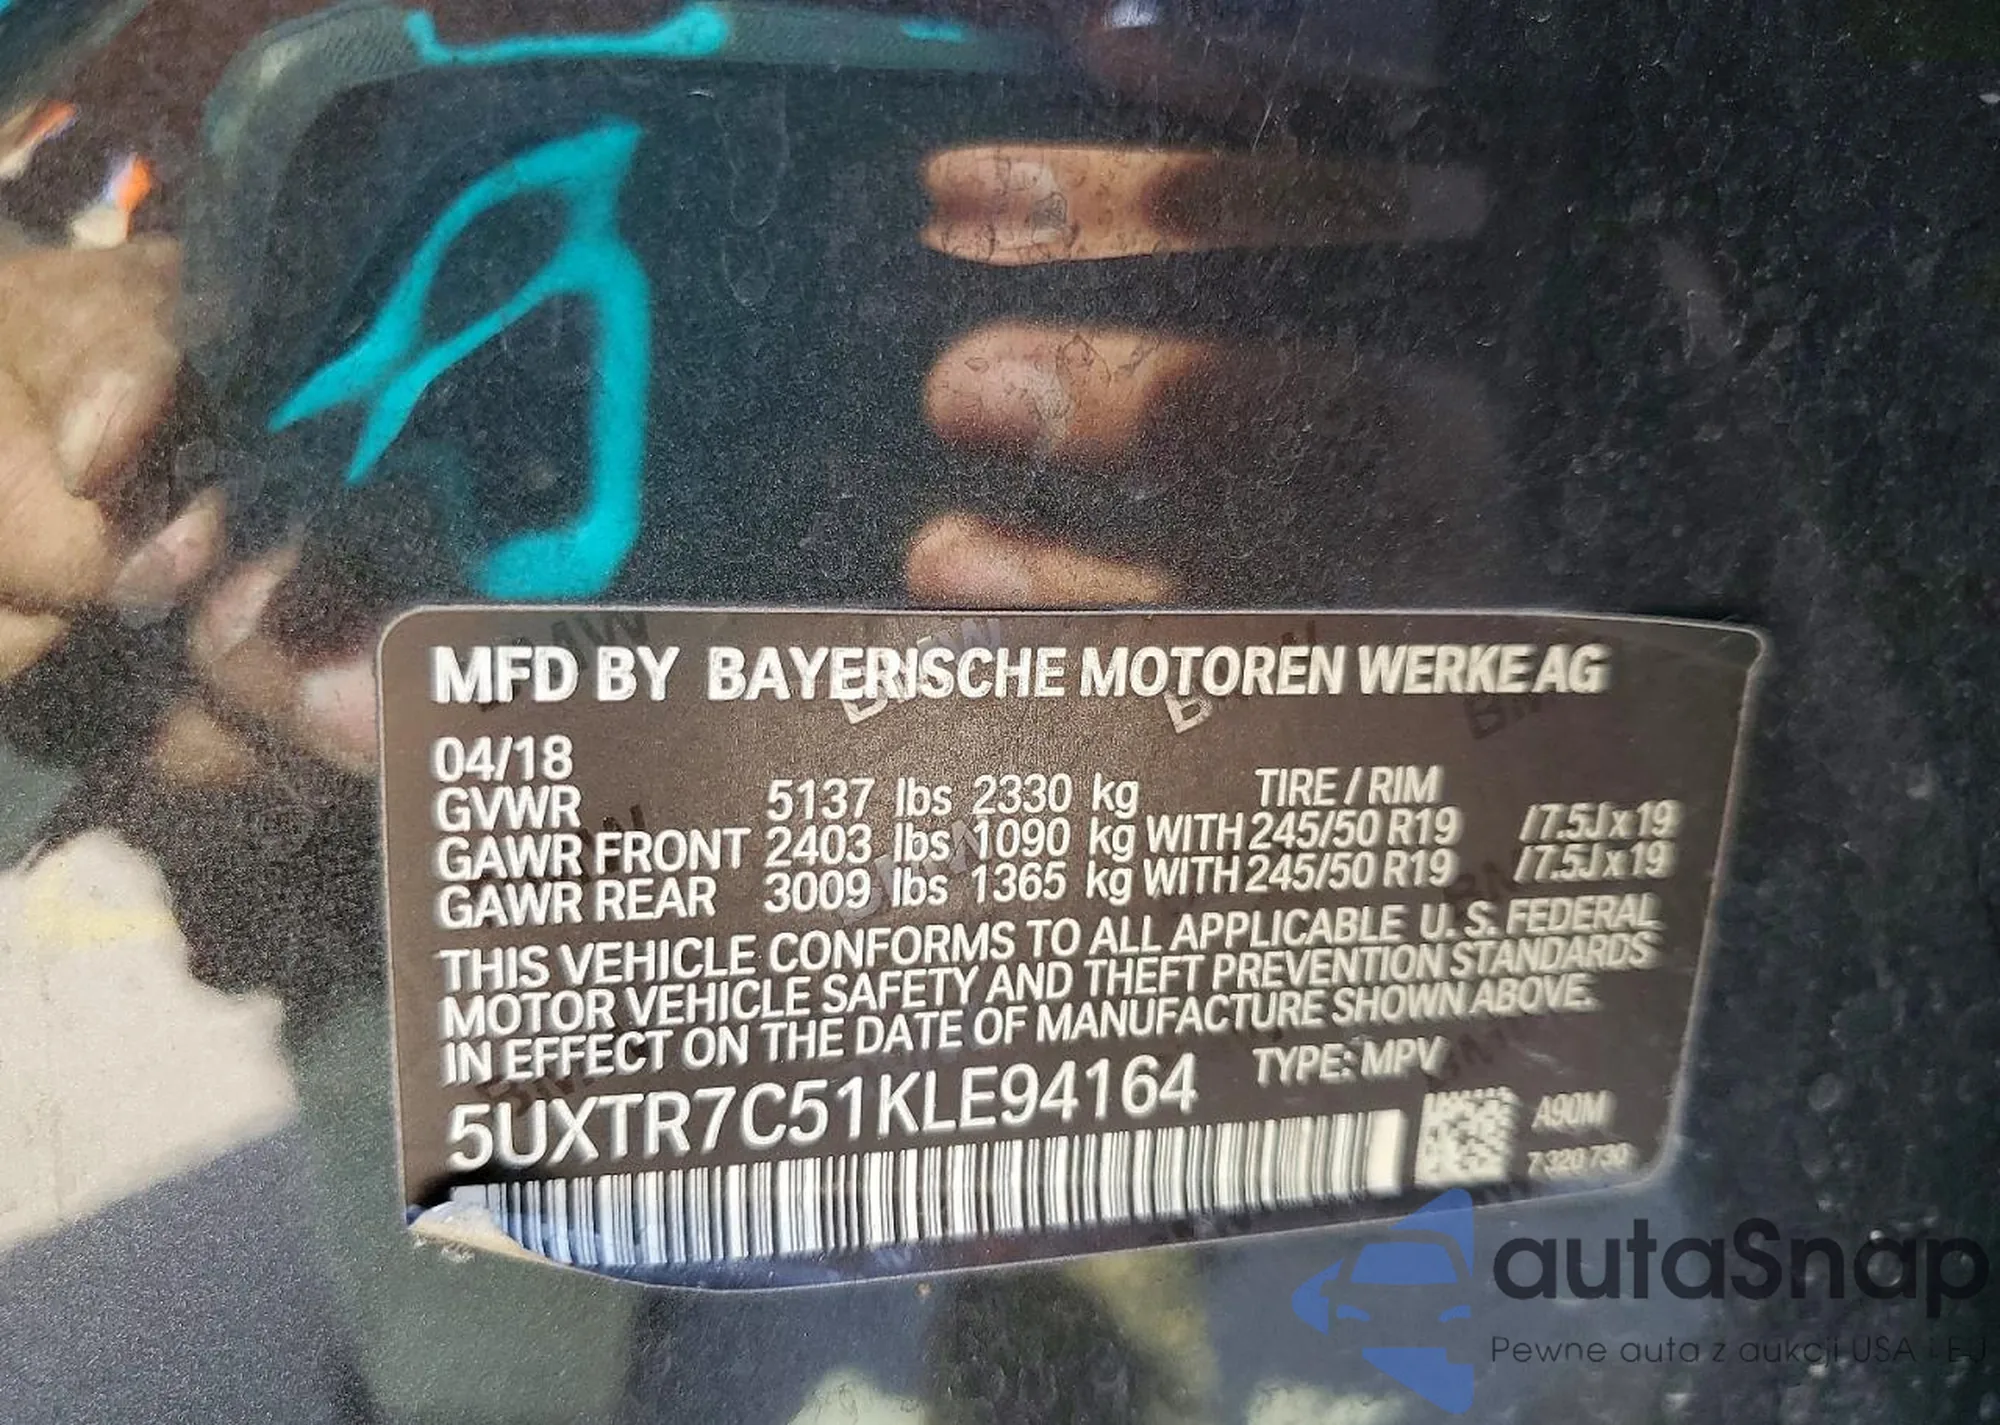 MFD BY BAYERISCHE MOTOREN WERKE AG
04/18
GVWR 5137 lbs 2330 kg TIRE / RIM
GAWR FRONT 2403 lbs 1090 kg WITH 245/50 R19 /7.5J x 19
GAWR REAR 3009 lbs 1365 kg WITH 245/50 R19 /7.5J x 19
THIS VEHICLE CONFORMS TO ALL APPLICABLE U. S. FEDERAL
MOTOR VEHICLE SAFETY AND THEFT PREVENTION STANDARDS
IN EFFECT ON THE DATE OF MANUFACTURE SHOWN ABOVE.
5UXTR7C51KLE94164 TYPE: MPV
A90M
7 320 730
autaSnap
Pewne auta z aukcji USA i EU